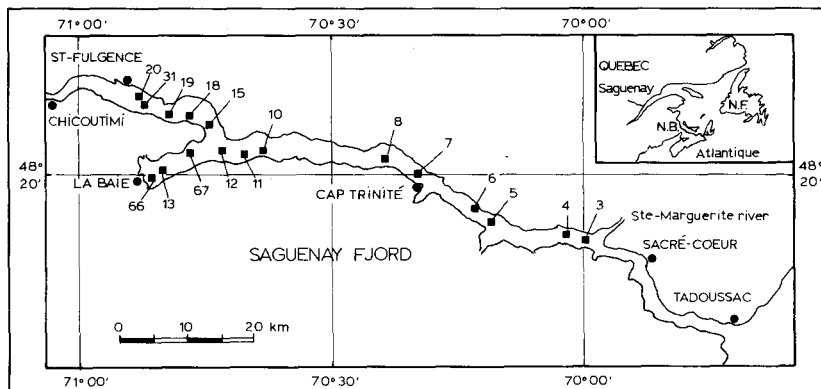 71°00'
70°30'
70°00'
ST-FULGENCE
20
31
19
18
15
10
8
7
CHICOUTIMI
48°
20'
LA BAIE
66
13
67
12
11
CAP TRINITÉ
6
5
4
3
Ste-Marguerite river
SACRÉ-COEUR
TADOUSSAC
SAGUENAY FJORD
0 10 20 km
QUEBEC
Saguenay
N.F.
N.B.
Atlantique
48°
20'
71°00'
70°30'
70°00'